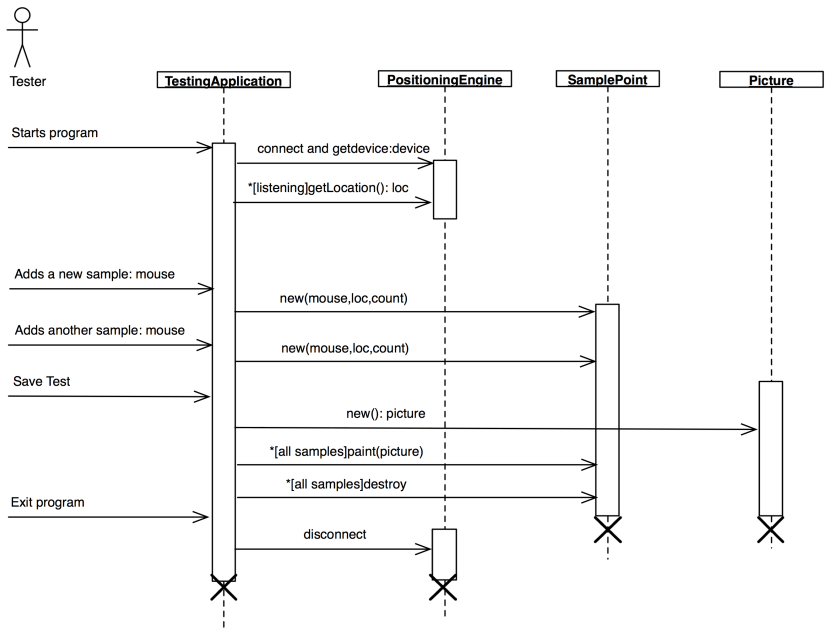 Tester
TestingApplication
PositioningEngine
SamplePoint
Picture
Starts program
connect and getdevice:device
*[listening]getLocation(): loc
Adds a new sample: mouse
new(mouse,loc,count)
Adds another sample: mouse
new(mouse,loc,count)
Save Test
new(): picture
*[all samples]paint(picture)
*[all samples]destroy
Exit program
disconnect